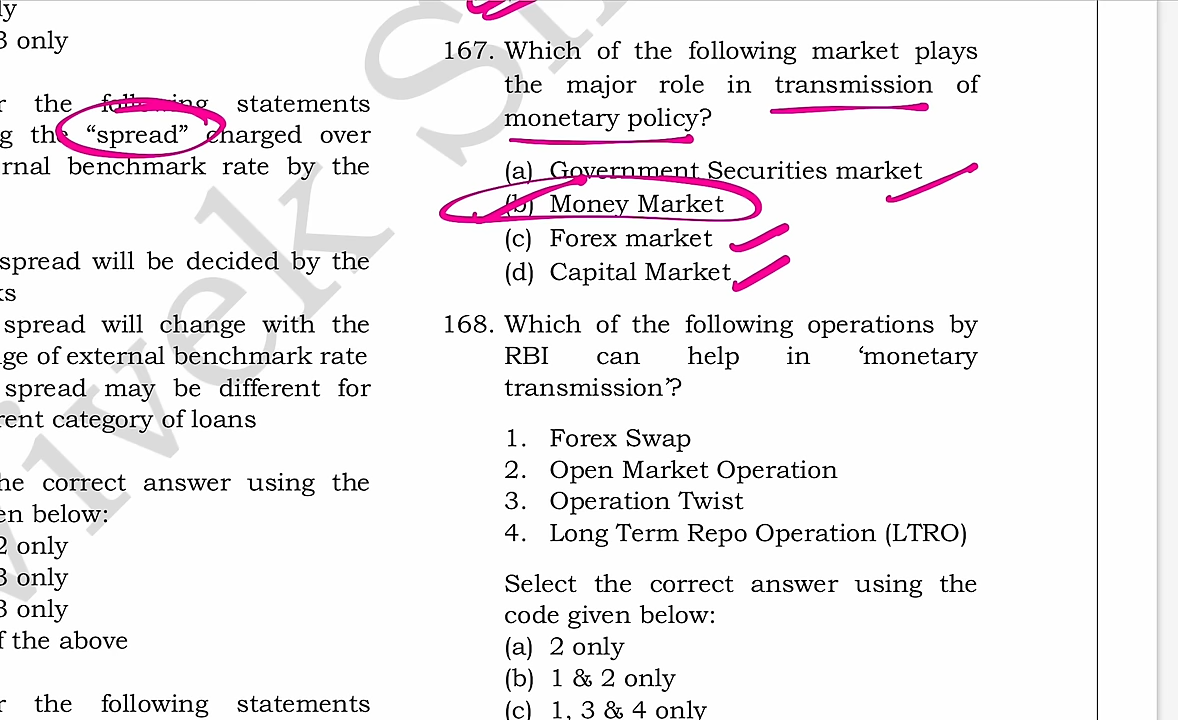 ly
3 only
r the following statements
g the “spread” charged over
rnal benchmark rate by the
spread will be decided by the
ks
spread will change with the
ge of external benchmark rate
spread may be different for
rent category of loans
he correct answer using the
en below:
2 only
3 only
3 only
f the above
r the following statements
167. Which of the following market plays
the major role in transmission of
monetary policy?
(a) Government Securities market
(b) Money Market
(c) Forex market
(d) Capital Market
168. Which of the following operations by
RBI can help in ‘monetary
transmission’?
1. Forex Swap
2. Open Market Operation
3. Operation Twist
4. Long Term Repo Operation (LTRO)
Select the correct answer using the
code given below:
(a) 2 only
(b) 1 & 2 only
(c) 1, 3 & 4 only